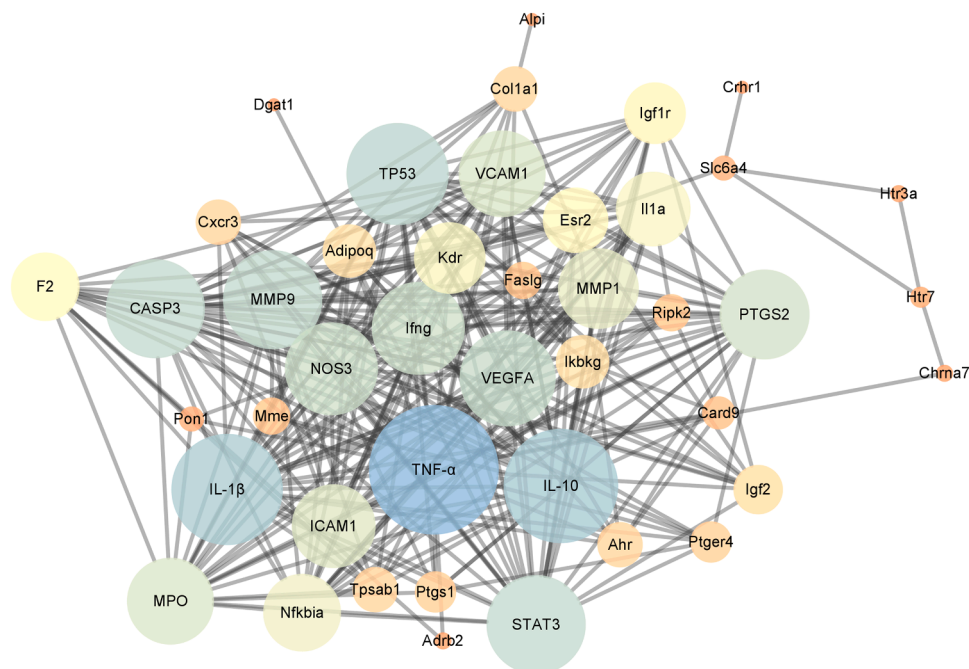 Alpi
Col1a1
Crhr1
Dgat1
Igf1r
TP53
VCAM1
Slc6a4
Htr3a
Cxcr3
Esr2
Il1a
Adipoq
Kdr
F2
CASP3
MMP9
Faslg
MMP1
Htr7
Ifng
Ripk2
PTGS2
NOS3
VEGFA
Ikbkg
Chrna7
Pon1
Mme
Card9
TNF-α
IL-1β
IL-10
Igf2
ICAM1
Ahr
Ptger4
Tpsab1
Ptgs1
MPO
Nfkbia
STAT3
Adrb2